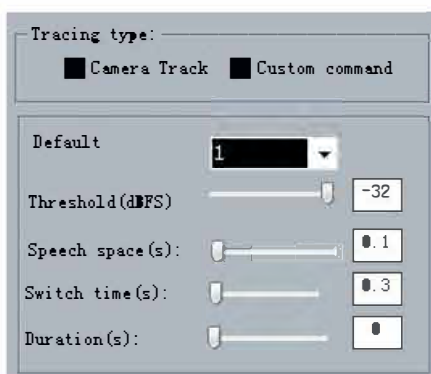 Tracing type:
Camera Track Custom command
Default 1
Threshold(dBFS) -32
Speech space(s): 0.1
Switch time(s): 0.3
Duration(s): 0